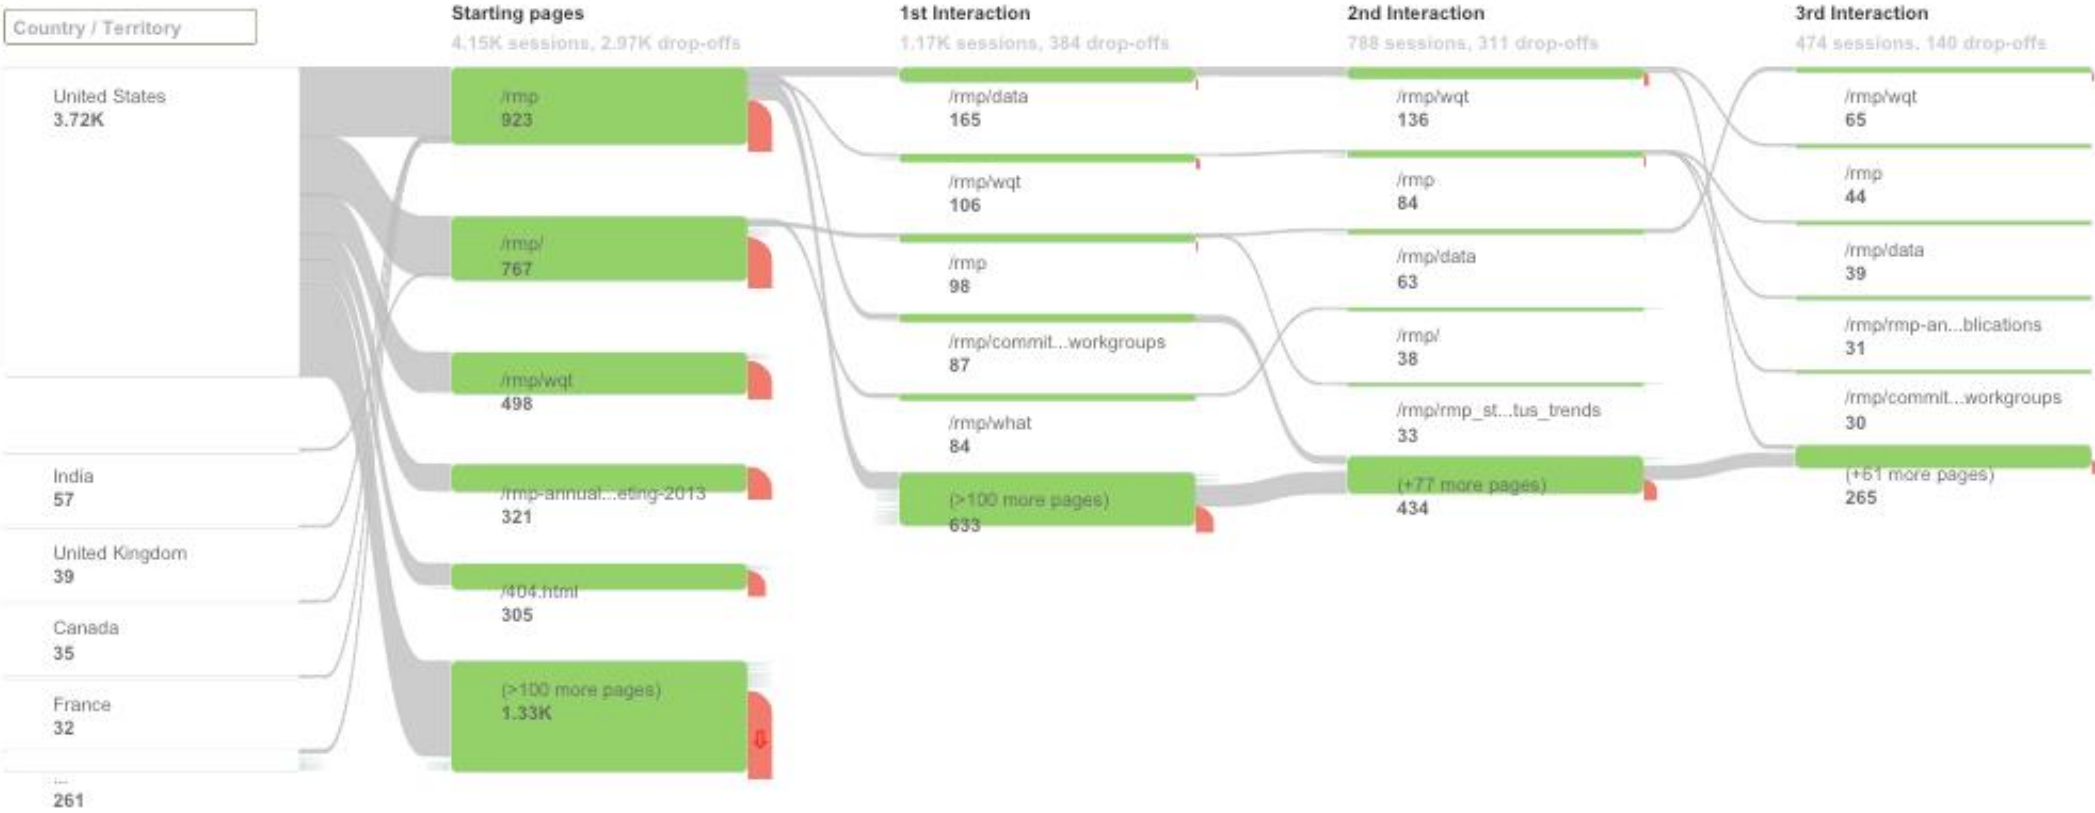 Country / Territory
United States
3.72K
India
57
United Kingdom
39
Canada
35
France
32
...
261
Starting pages
4.15K sessions, 2.97K drop-offs
/rmp
923
/rmp/
767
/rmp/wqt
498
/rmp-annual...eting-2013
321
/404.html
305
(>100 more pages)
1.33K
1st Interaction
1.17K sessions, 384 drop-offs
/rmp/data
165
/rmp/wqt
106
/rmp
98
/rmp/commit...workgroups
87
/rmp/what
84
(>100 more pages)
633
2nd Interaction
788 sessions, 311 drop-offs
/rmp/wqt
136
/rmp
84
/rmp/data
63
/rmp/
38
/rmp/rmp_st...tus_trends
33
(+77 more pages)
434
3rd Interaction
474 sessions, 140 drop-offs
/rmp/wqt
65
/rmp
44
/rmp/data
39
/rmp/rmp-an...blications
31
/rmp/commit...workgroups
30
(+61 more pages)
265